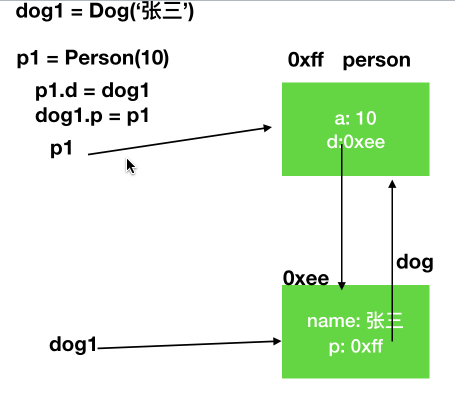 dog1 = Dog(‘张三’)
p1 = Person(10)
0xff person
p1.d = dog1
dog1.p = p1
p1
a: 10
d:0xee
dog
0xee
name: 张三
p: 0xff
dog1